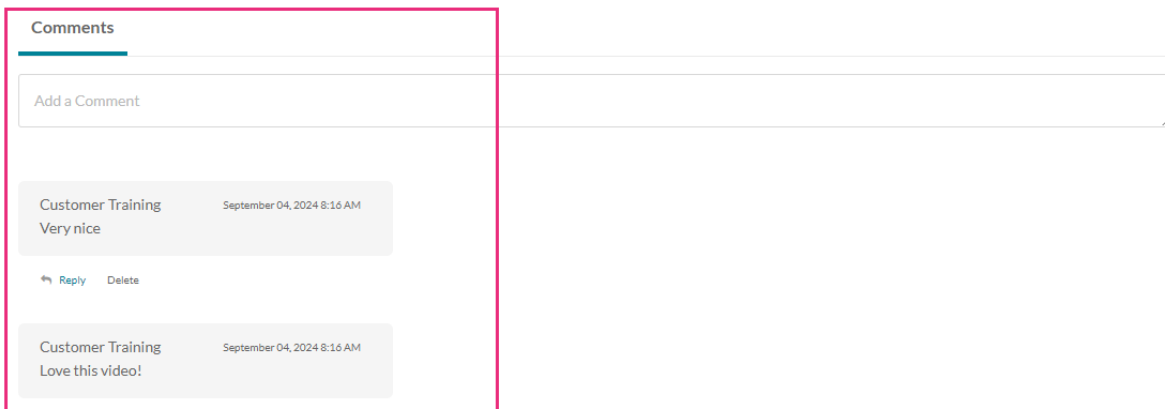 Comments
Add a Comment
Customer Training September 04, 2024 8:16 AM
Very nice
Reply Delete
Customer Training September 04, 2024 8:16 AM
Love this video!